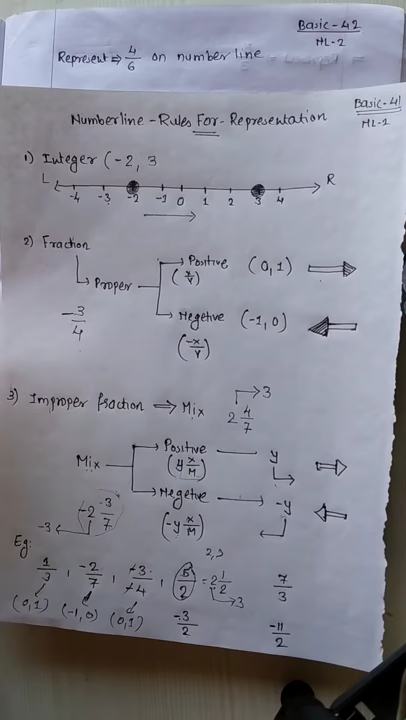 Basic-42
ML-2
Represent ⇒ 4/6 on number line
Basic-41
ML-1
Numberline - Rules For - Representation
1) Integer (-2, 3
L -4 -3 -2 -1 0 1 2 3 4 R
2) Fraction
Proper
Positive (x/y) (0,1)
Negetive (-x/y) (-1,0)
-3/4
3) Improper fraction ⇒ Mix 2 4/7 → 3
Mix
Positive (y x/M) y
Negetive (-y x/M) -y
-2 -3/7
-3
Eg:
2,3
1/3, -2/7, -3/-4, 5/2 = 2 1/2 → 3 7/3
(0,1) (-1,0) (0,1) -3/2 -11/2